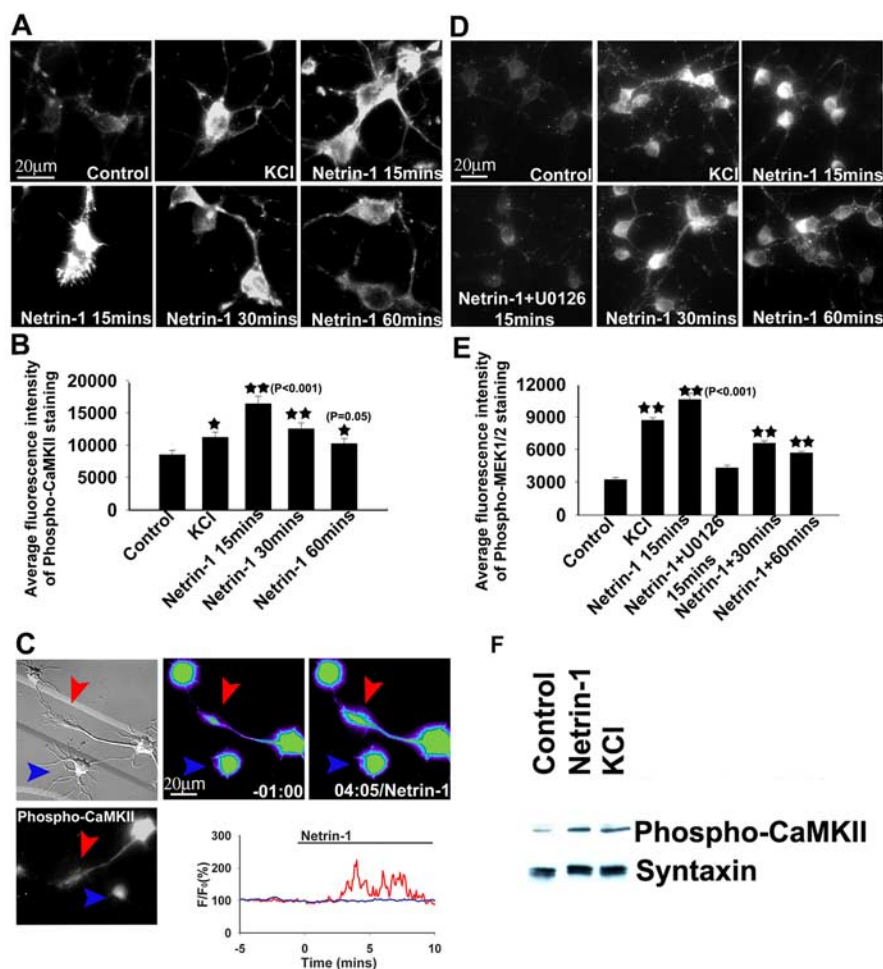 A
Control
KCl
Netrin-1 15mins
20µm
Netrin-1 15mins
Netrin-1 30mins
Netrin-1 60mins
B
Average fluorescence intensity
of Phospho-CaMKII staining
20000
15000
10000
5000
0
★
★★(P<0.001)
★★
(P=0.05)
★
Control
KCl
Netrin-1 15mins
Netrin-1 30mins
Netrin-1 60mins
C
20µm
-01:00
04:05/Netrin-1
Phospho-CaMKII
Netrin-1
F/F₀(%)
300
200
100
0
-5
0
5
10
Time (mins)
D
Control
KCl
Netrin-1 15mins
20µm
Netrin-1+U0126
15mins
Netrin-1 30mins
Netrin-1 60mins
E
Average fluorescence intensity
of Phospho-MEK1/2 staining
12000
9000
6000
3000
0
★★
★★(P<0.001)
★★
★★
Control
KCl
Netrin-1 15mins
Netrin-1+U0126
15mins
Netrin-1+30mins
Netrin-1+60mins
F
Control
Netrin-1
KCl
Phospho-CaMKII
Syntaxin